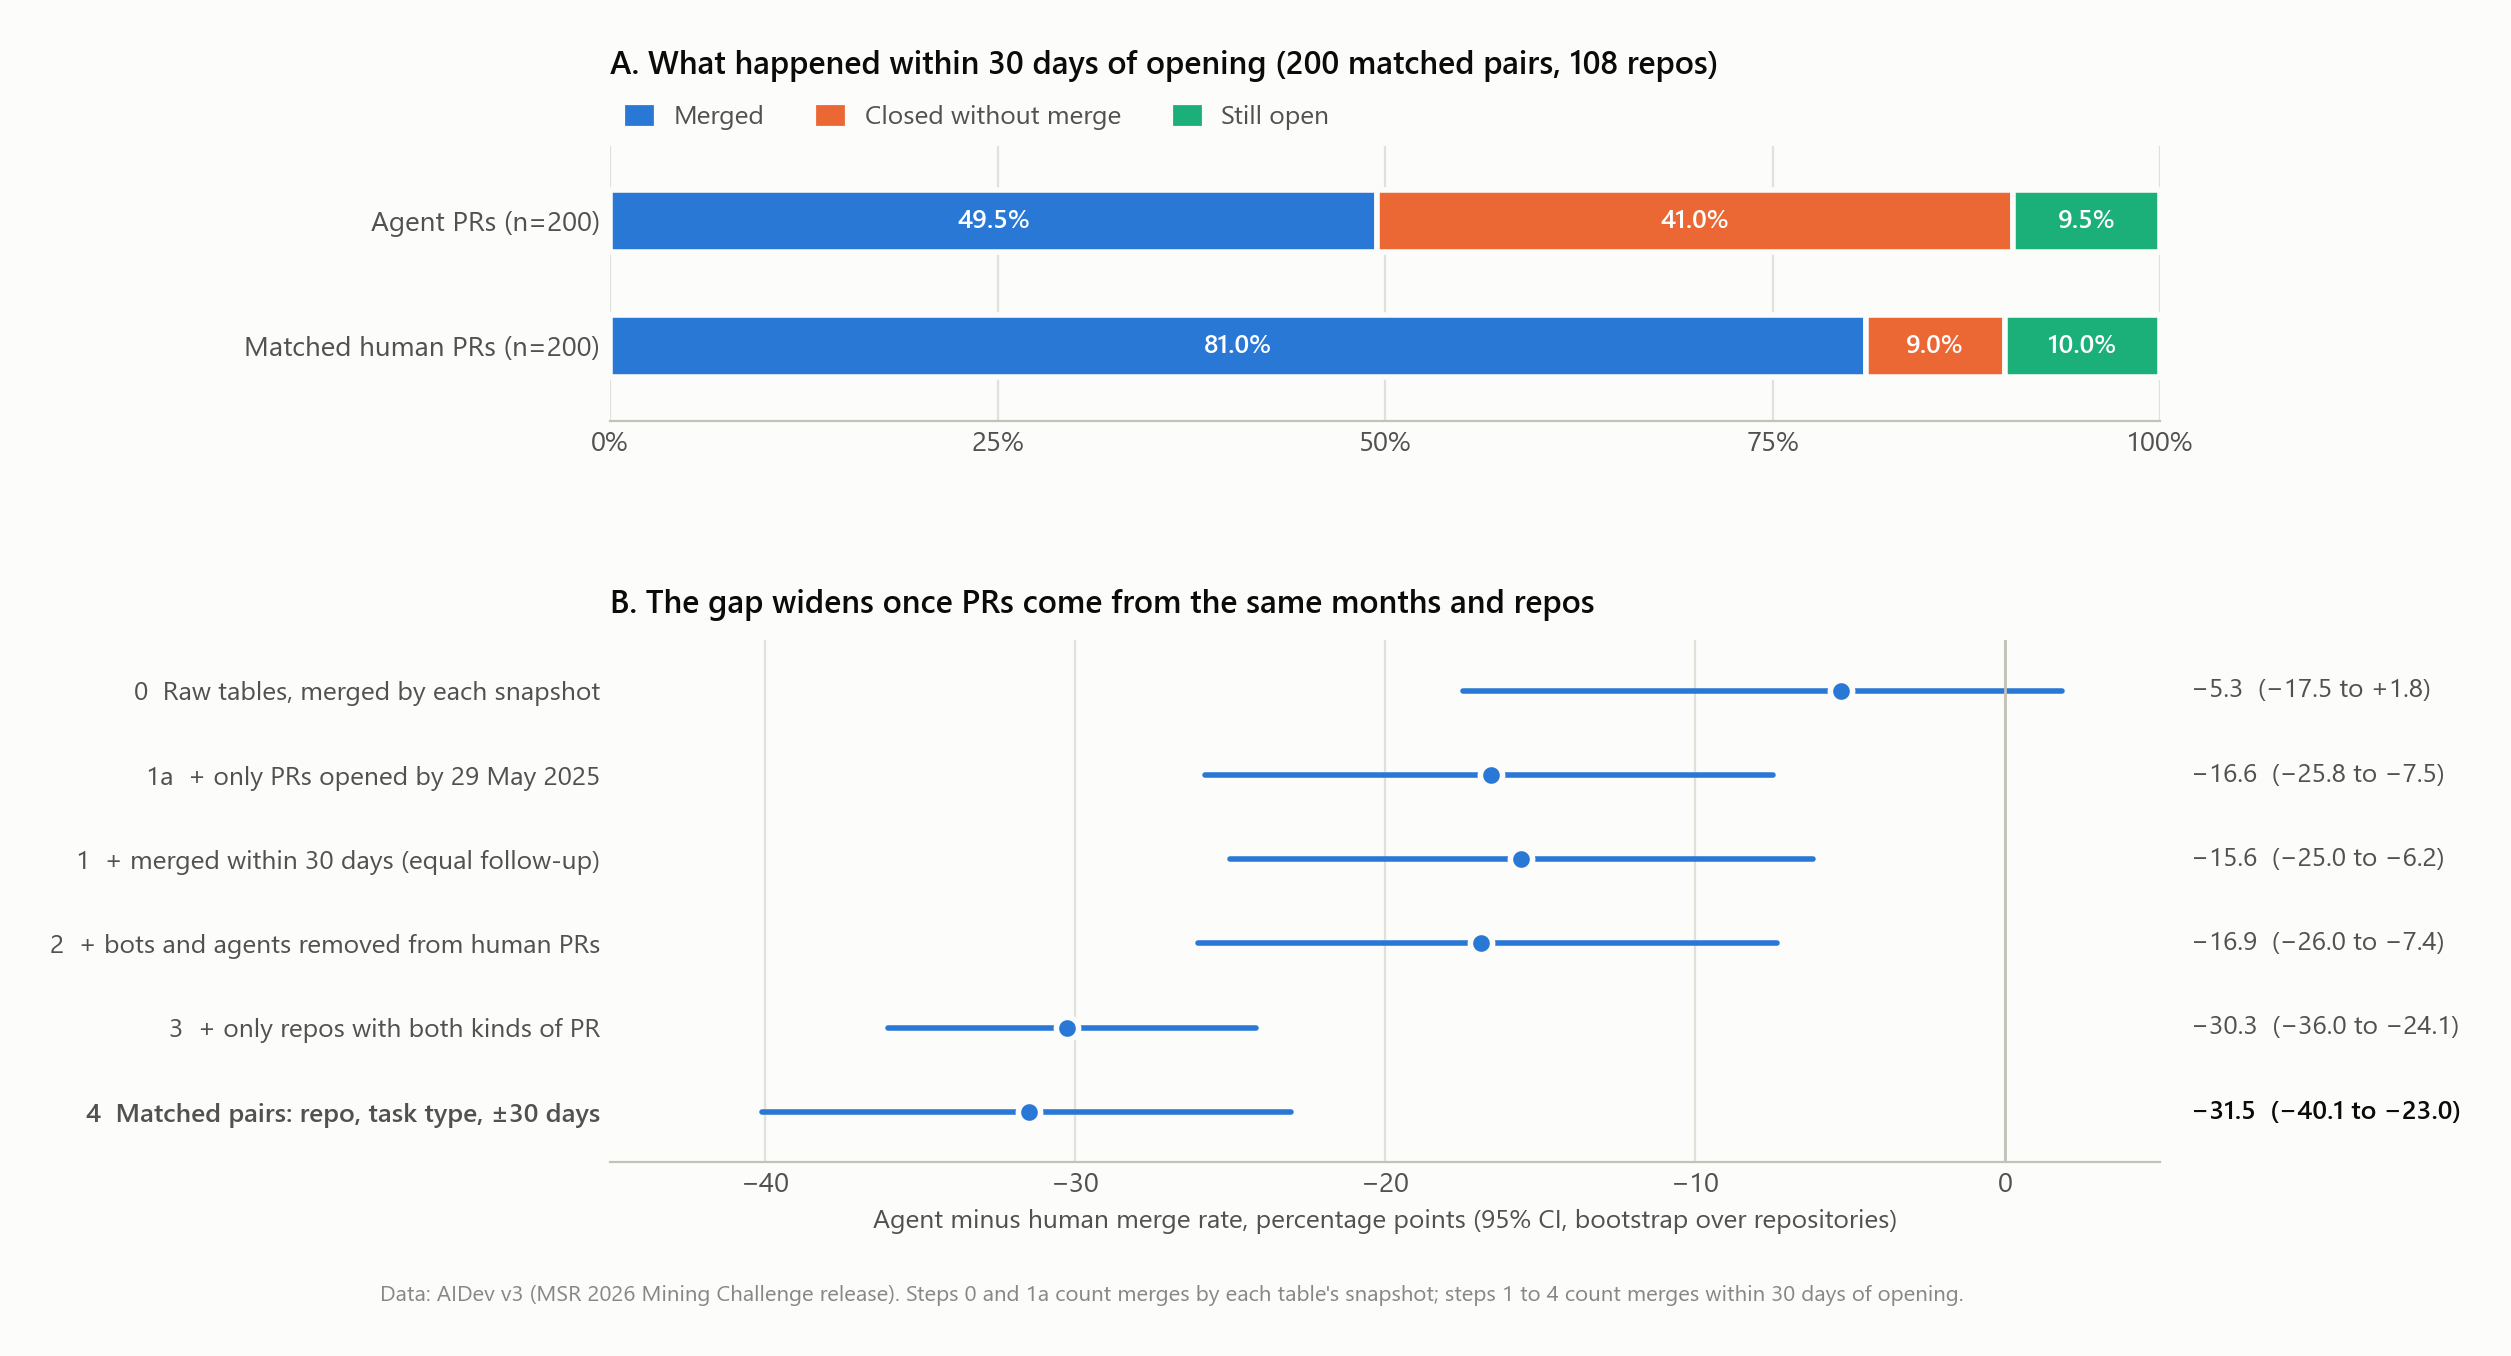 A. What happened within 30 days of opening (200 matched pairs, 108 repos)
Merged Closed without merge Still open
Agent PRs (n=200) 49.5% 41.0% 9.5%
Matched human PRs (n=200) 81.0% 9.0% 10.0%
0% 25% 50% 75% 100%
B. The gap widens once PRs come from the same months and repos
0 Raw tables, merged by each snapshot −5.3 (−17.5 to +1.8)
1a + only PRs opened by 29 May 2025 −16.6 (−25.8 to −7.5)
1 + merged within 30 days (equal follow-up) −15.6 (−25.0 to −6.2)
2 + bots and agents removed from human PRs −16.9 (−26.0 to −7.4)
3 + only repos with both kinds of PR −30.3 (−36.0 to −24.1)
4 Matched pairs: repo, task type, ±30 days −31.5 (−40.1 to −23.0)
−40 −30 −20 −10 0
Agent minus human merge rate, percentage points (95% CI, bootstrap over repositories)
Data: AIDev v3 (MSR 2026 Mining Challenge release). Steps 0 and 1a count merges by each table's snapshot; steps 1 to 4 count merges within 30 days of opening.